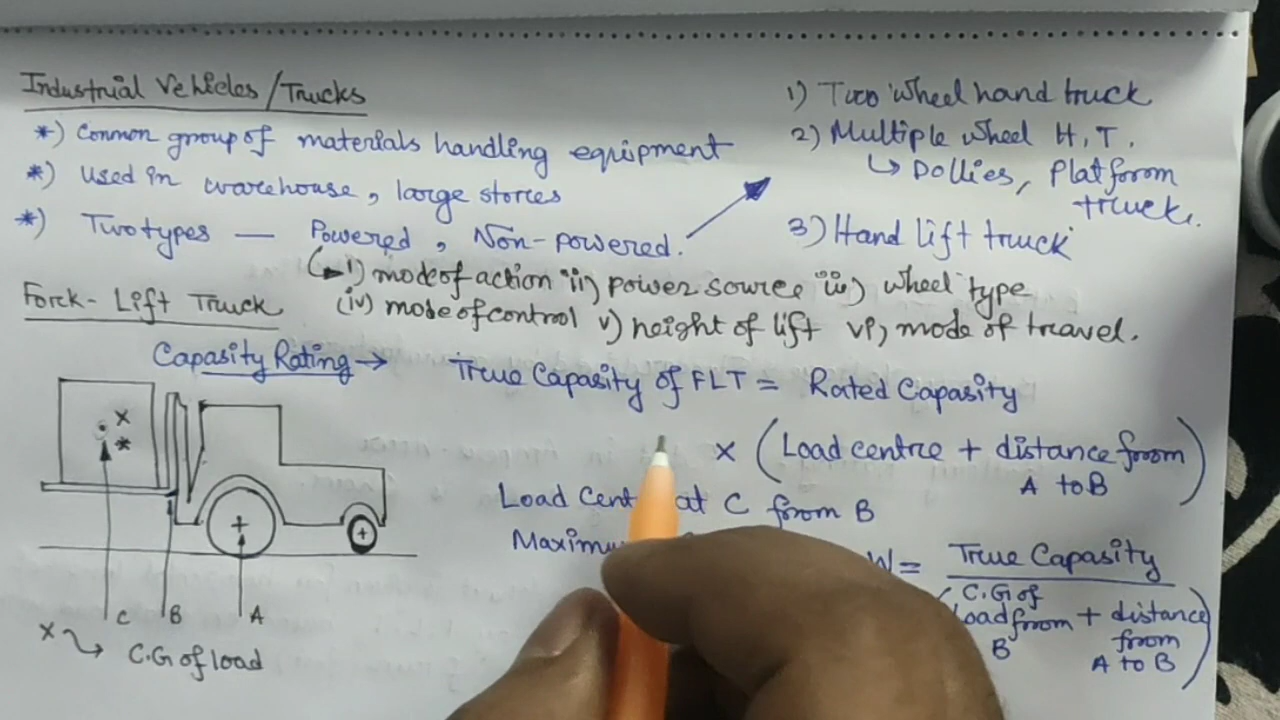 Industrial Vehicles/Trucks
*) Common group of materials handling equipment
*) Used in warehouse, large stores
*) Two types — Powered, Non-powered.
1) Two wheel hand truck
2) Multiple wheel H.T.
↳ Dollies, Platform
truck.
3) Hand lift truck
(→ i) mode of action ii) power source iii) wheel type
(iv) mode of control v) height of lift vi) mode of travel.
Fork-Lift Truck
Capasity Rating → True Capasity of FLT = Rated Capasity
x (Load centre + distance from
A to B)
Load Cent at C from B
Maximu W = True Capasity
(C.G of
Load from + distance
B from
A to B)
x
*
+
+
C B A
x ↳ C.G of load